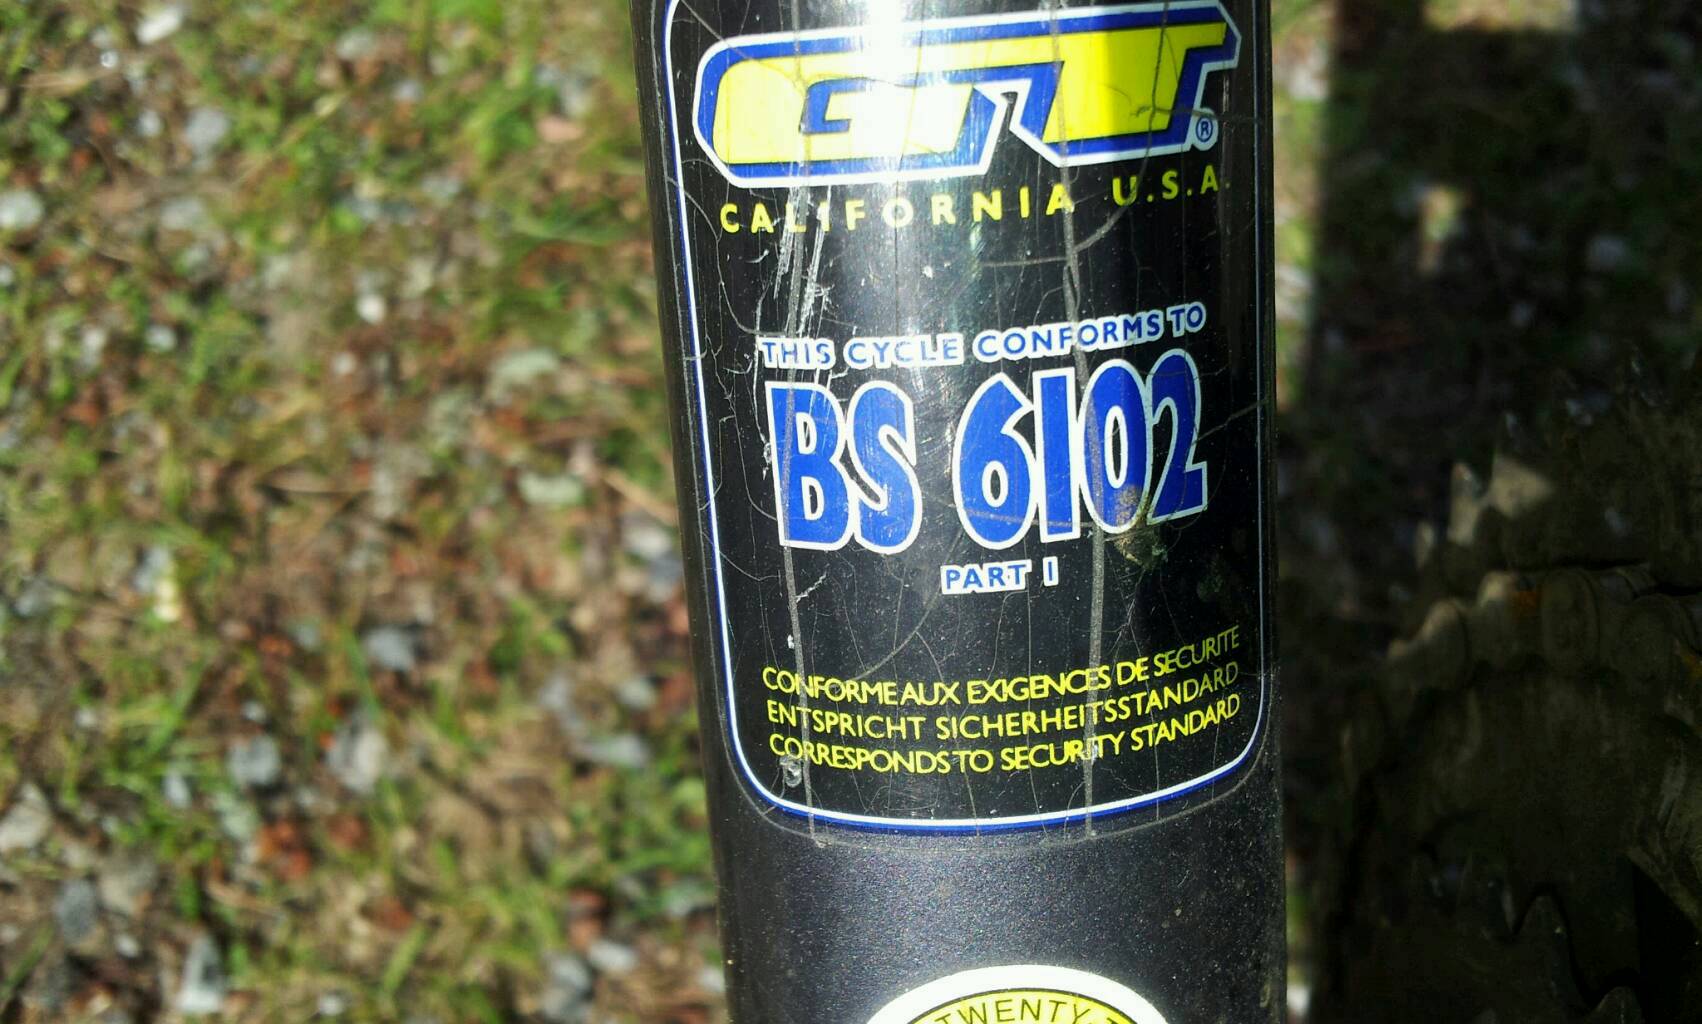 GT®
CALIFORNIA U.S.A.
THIS CYCLE CONFORMS TO
BS 6102
PART 1
CONFORME AUX EXIGENCES DE SECURITE
ENTSPRICHT SICHERHEITSSTANDARD
CORRESPONDS TO SECURITY STANDARD
TWENTY-